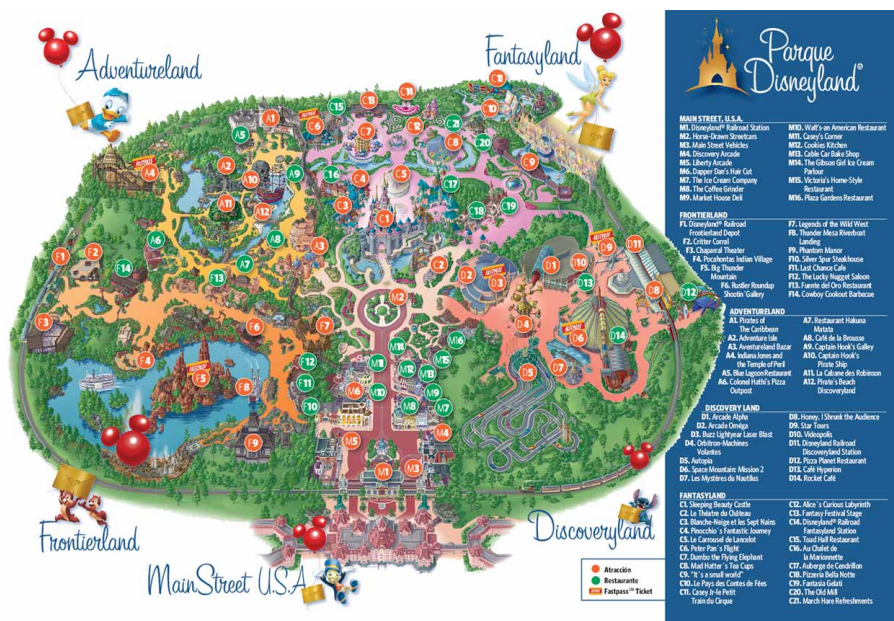 Adventureland
Fantasyland
Frontierland
Main Street U.S.A
Discoveryland
Atracción
Restaurante
Fastpass™ Ticket
Parque
Disneyland®
MAIN STREET, U.S.A.
M1. Disneyland® Railroad Station
M2. Horse-Drawn Streetcars
M3. Main Street Vehicles
M4. Discovery Arcade
M5. Liberty Arcade
M6. Dapper Dan's Hair Cut
M7. The Ice Cream Company
M8. The Coffee Grinder
M9. Market House Deli
M10. Walt's-an American Restaurant
M11. Casey's Corner
M12. Cookies Kitchen
M13. Cable Car Bake Shop
M14. The Gibson Girl Ice Cream
Parlour
M15. Victoria's Home-Style
Restaurant
M16. Plaza Gardens Restaurant
FRONTIERLAND
F1. Disneyland® Railroad
Frontierland Depot
F2. Critter Corral
F3. Chaparral Theater
F4. Pocahontas Indian Village
F5. Big Thunder
Mountain
F6. Rustler Roundup
Shootin´Gallery
F7. Legends of the Wild West
F8. Thunder Mesa Riverboat
Landing
F9. Phantom Manor
F10. Silver Spur Steakhouse
F11. Last Chance Cafe
F12. The Lucky Nugget Saloon
F13. Fuente del Oro Restaurant
F14. Cowboy Cookout Barbecue
ADVENTURELAND
A1. Pirates of
The Caribbean
A2. Adventure Isle
A3. Aventureland Bazar
A4. Indiana Jones and
the Temple of Peril
A5. Blue Lagoon Restaurant
A6. Colonel Hathi's Pizza
Outpost
A7. Restaurant Hakuna
Matata
A8. Café de la Brousse
A9. Captain Hook's Galley
A10. Captain Hook's
Pirate Ship
A11. La Cabane des Robinson
A12. Pirate's Beach
Discoveryland
DISCOVERY LAND
D1. Arcade Alpha
D2. Arcade Oméga
D3. Buzz Lightyear Laser Blast
D4. Orbitron-Machines
Volantes
D5. Autopia
D6. Space Mountain: Mission 2
D7. Les Mystères du Nautilus
D8. Honey, I Shrunk the Audience
D9. Star Tours
D10. Videopolis
D11. Disneyland Railroad
Discoveryland Station
D12. Pizza Planet Restaurant
D13. Café Hyperion
D14. Rocket Café
FANTASYLAND
C1. Sleeping Beauty Castle
C2. Le Théatre du Château
C3. Blanche-Neige et les Sept Nains
C4. Pinocchio´s Fantastic Journey
C5. Le Carrousel de Lancelot
C6. Peter Pan´s Flight
C7. Dumbo the Flying Elephant
C8. Mad Hatter´s Tea Cups
C9. "It´s a small world"
C10. Le Pays des Contes de Fées
C11. Casey Jr-le Petit
Train du Cirque
C12. Alice´s Curious Labyrinth
C13. Fantasy Festival Stage
C14. Disneyland® Railroad
Fantasyland Station
C15. Toad Hall Restaurant
C16. Au Chalet de
la Marionnette
C17. Auberge de Cendrillon
C18. Pizzeria Bella Notte
C19. Fantasia Gelati
C20. The Old Mill
C21. March Hare Refreshments